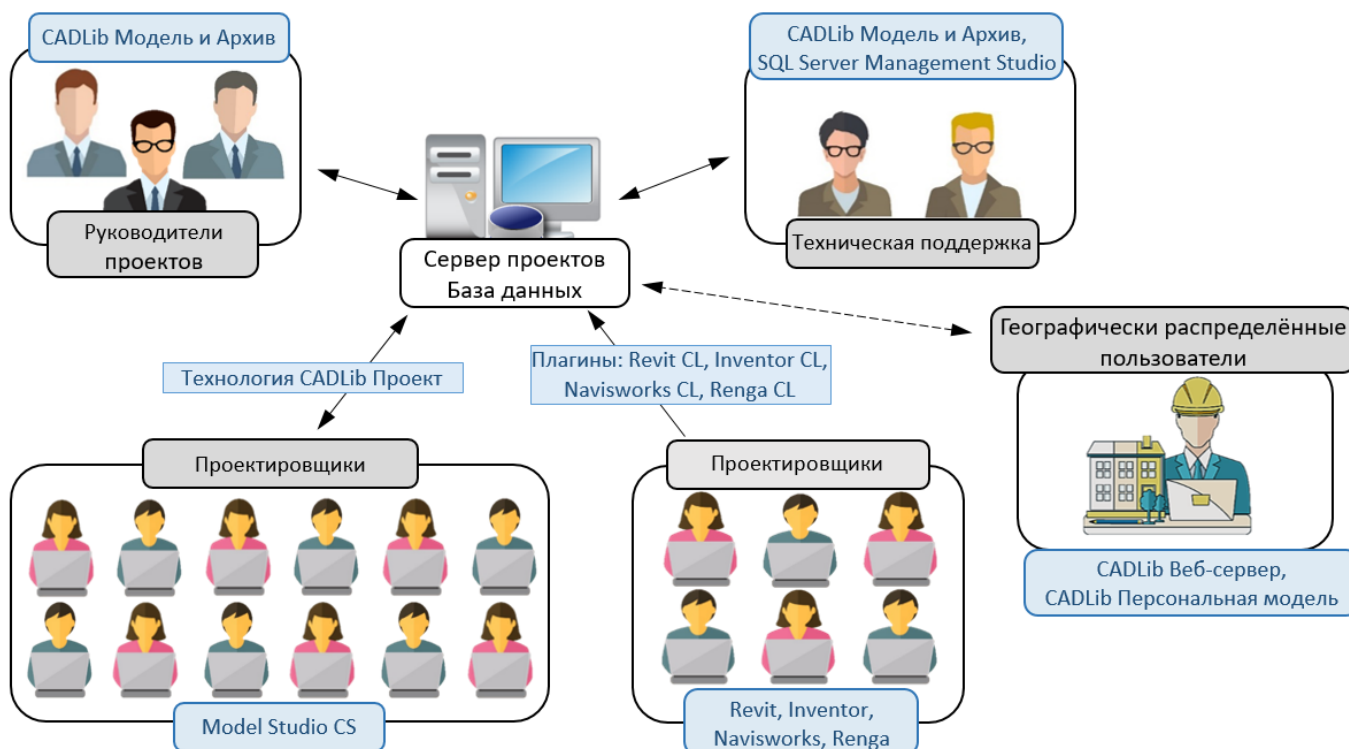 CADLib Модель и Архив
Руководители
проектов
CADLib Модель и Архив,
SQL Server Management Studio
Техническая поддержка
Сервер проектов
База данных
Географически распределённые
пользователи
CADLib Веб-сервер,
CADLib Персональная модель
Технология CADLib Проект
Плагины: Revit CL, Inventor CL,
Navisworks CL, Renga CL
Проектировщики
Model Studio CS
Проектировщики
Revit, Inventor,
Navisworks, Renga